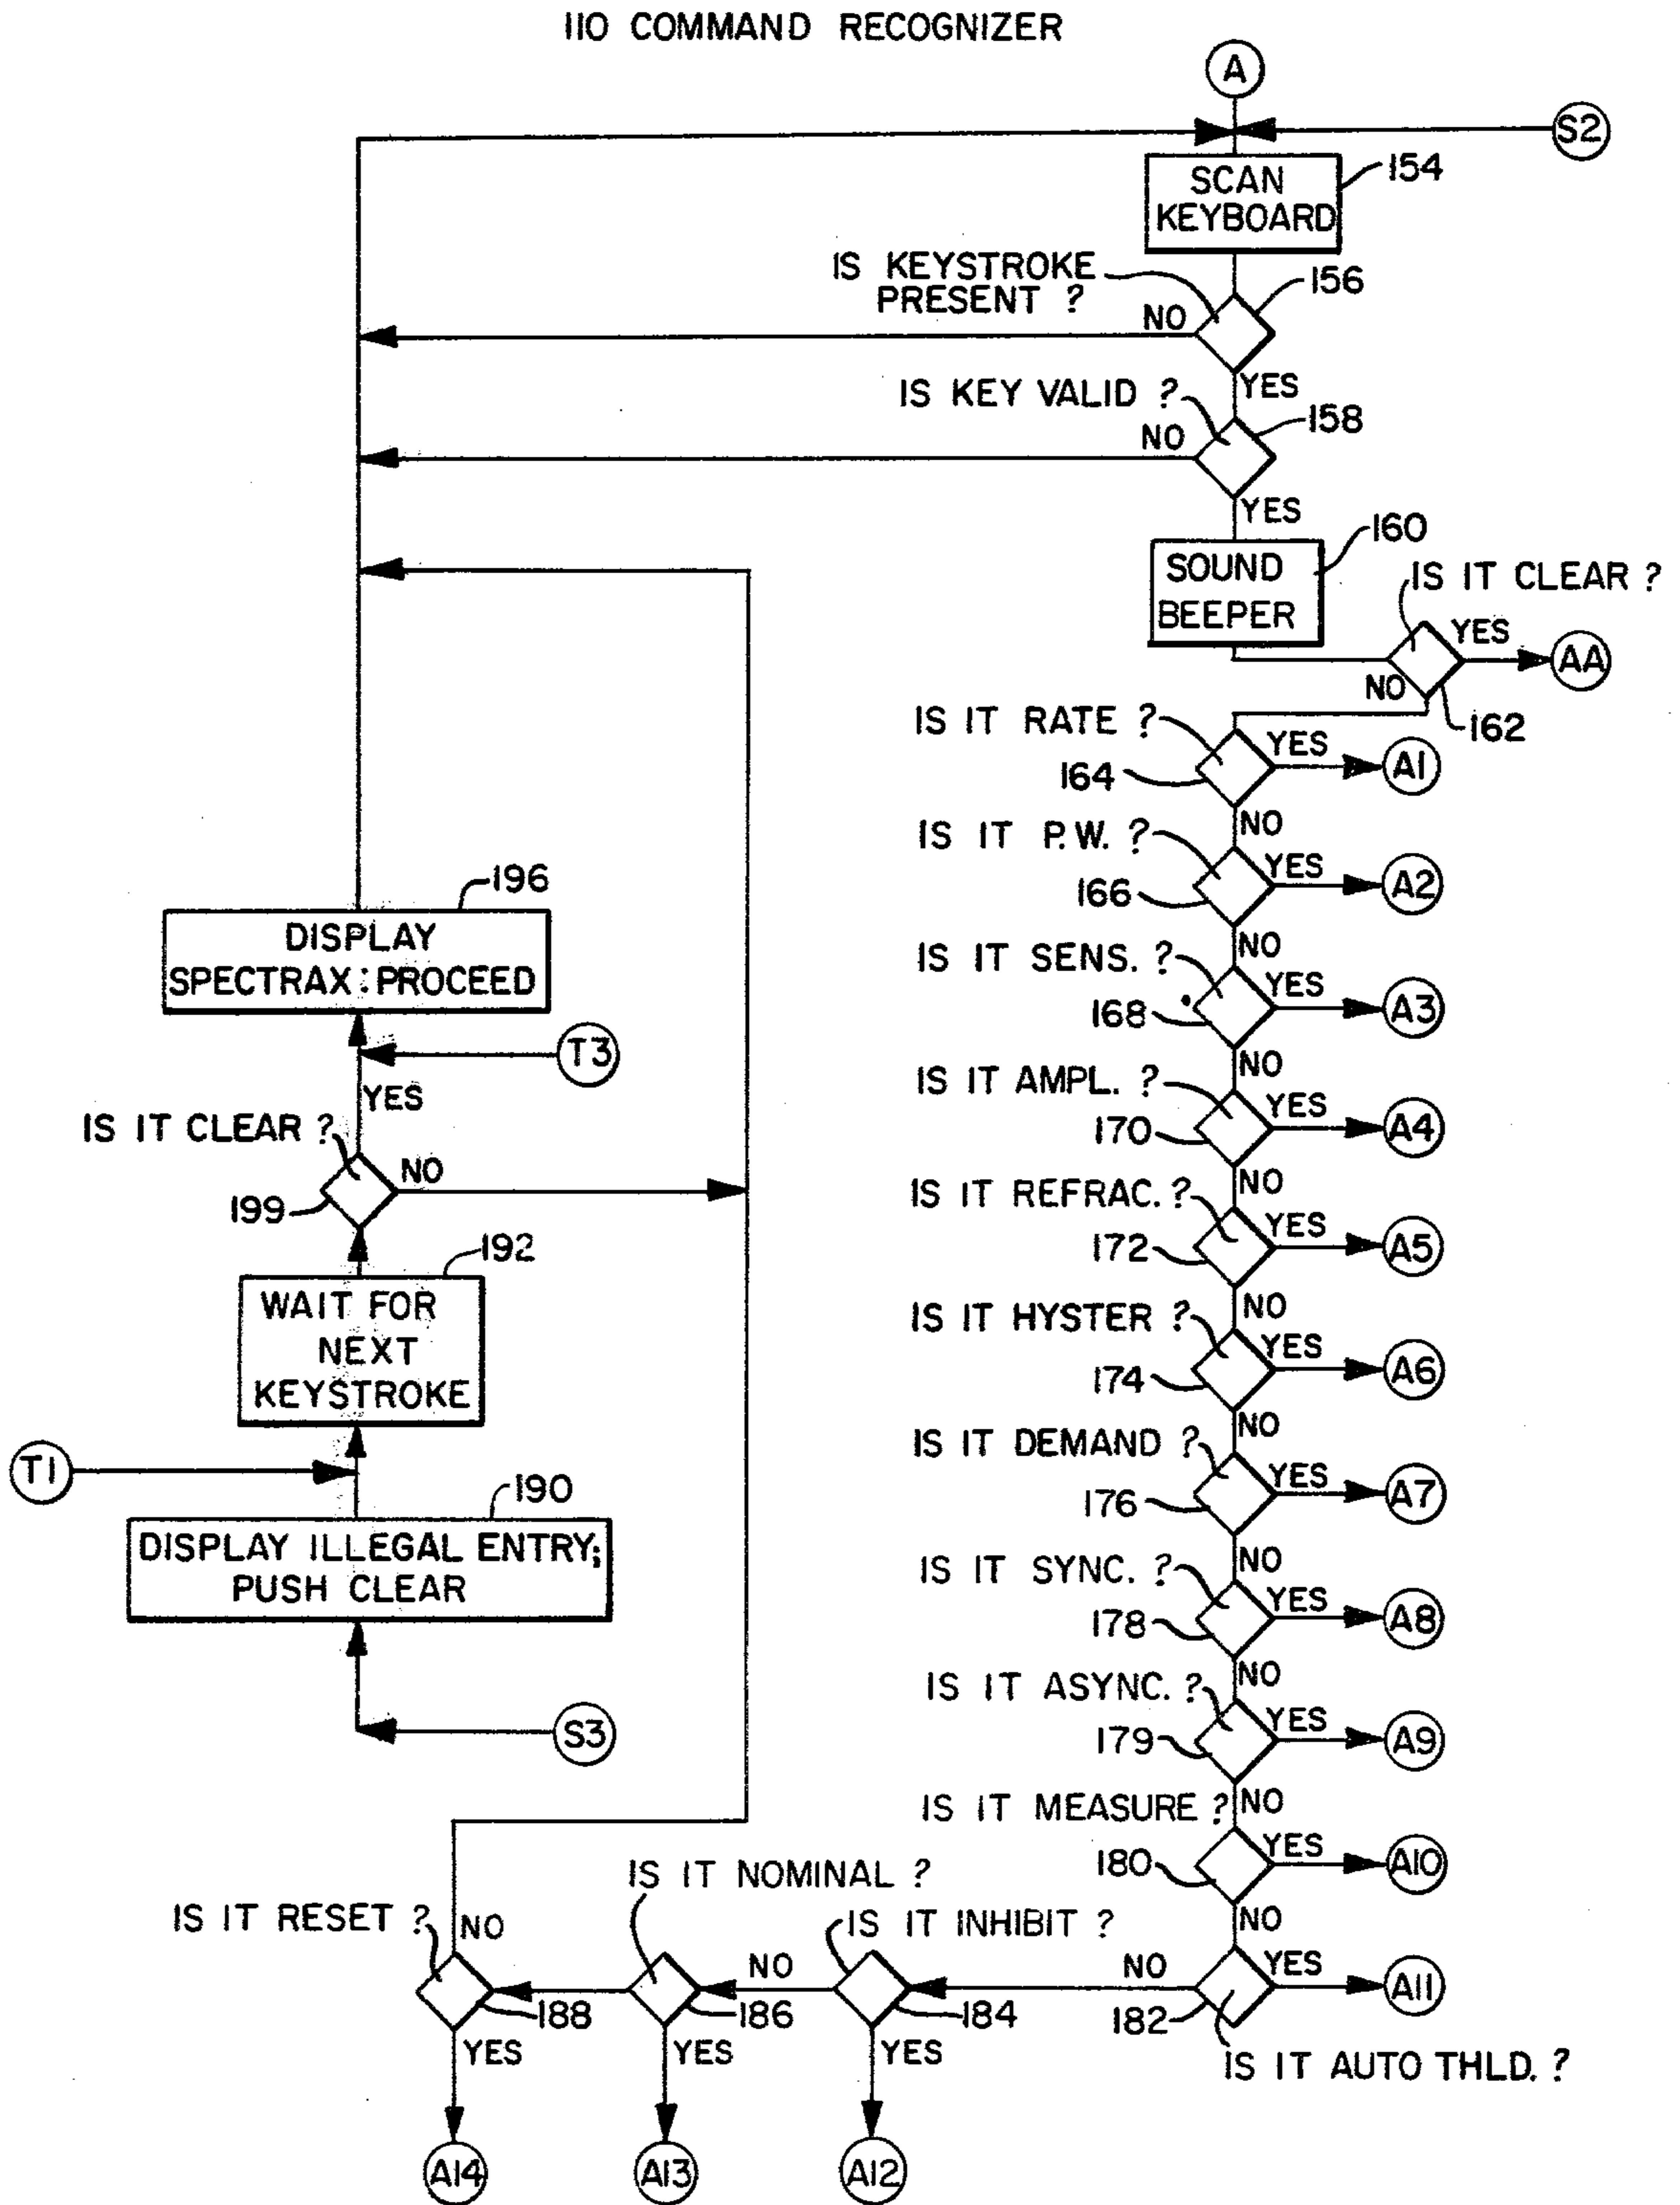 110 COMMAND RECOGNIZER
A
S2
SCAN
KEYBOARD
154
IS KEYSTROKE
PRESENT ?
156
NO
YES
IS KEY VALID ?
158
NO
YES
160
SOUND
BEEPER
IS IT CLEAR ?
YES
AA
NO
162
IS IT RATE ?
YES
A1
164
NO
IS IT P.W. ?
YES
A2
166
NO
IS IT SENS. ?
YES
A3
168
NO
IS IT AMPL. ?
YES
A4
170
NO
IS IT REFRAC. ?
YES
A5
172
NO
IS IT HYSTER ?
YES
A6
174
NO
IS IT DEMAND ?
YES
A7
176
NO
IS IT SYNC. ?
YES
A8
178
NO
IS IT ASYNC. ?
YES
A9
179
NO
IS IT MEASURE ?
YES
A10
180
NO
YES
A11
182
NO
IS IT AUTO THLD. ?
IS IT INHIBIT ?
184
NO
YES
A12
IS IT NOMINAL ?
186
YES
A13
IS IT RESET ?
NO
188
YES
A14
196
DISPLAY
SPECTRAX : PROCEED
T3
YES
IS IT CLEAR ?
NO
199
192
WAIT FOR
NEXT
KEYSTROKE
T1
190
DISPLAY ILLEGAL ENTRY;
PUSH CLEAR
S3